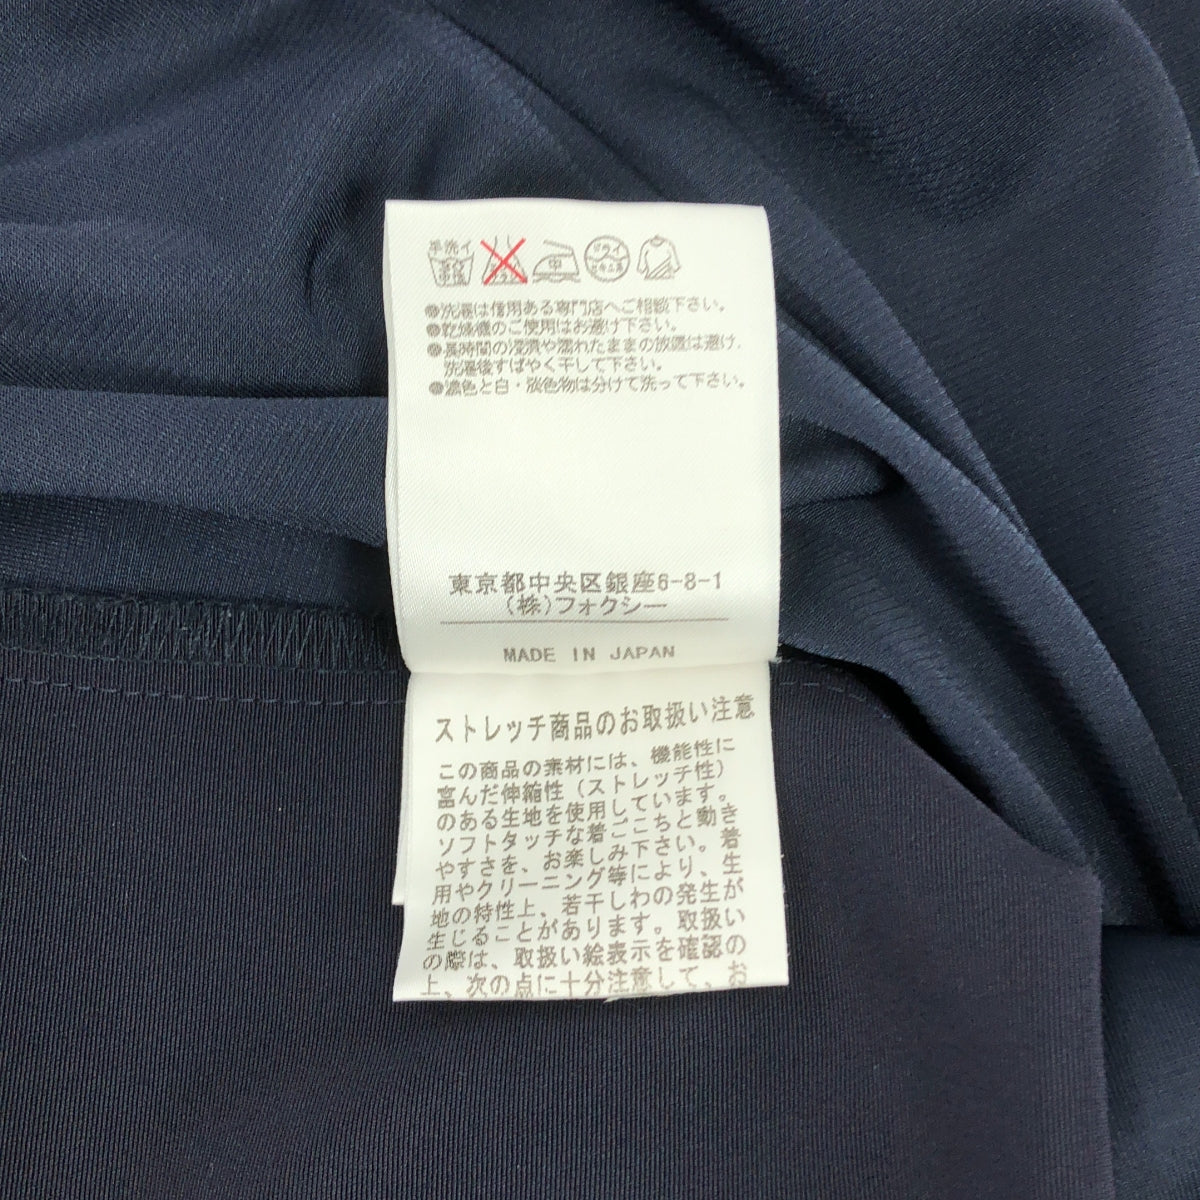 手洗イ
中
ドライ
セキユ系
●洗濯は信用ある専門店へご相談下さい。
●乾燥機のご使用はお避け下さい。
●長時間の浸漬や濡れたままの放置は避け、
洗濯後すばやく干して下さい。
●濃色と白・淡色物は分けて洗って下さい。
東京都中央区銀座6-8-1
(株)フォクシー
MADE IN JAPAN
ストレッチ商品のお取扱い注意
この商品の素材には、機能性に
富んだ伸縮性(ストレッチ性)
のある生地を使用しています。
ソフトタッチな着ごこちと動き
やすさを、お楽しみ下さい。着
用やクリーニング等により、生
地の特性上、若干しわの発生が
生じることがあります。取扱い
の際は、取扱い絵表示を確認の
上、次の点に十分注意して、お